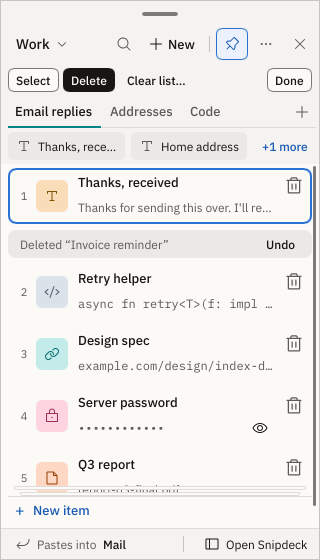 Work
New
Select Delete Clear list... Done
Email replies Addresses Code
Thanks, rece... Home address +1 more
1 Thanks, received
Thanks for sending this over. I'll re...
Deleted “Invoice reminder” Undo
2 Retry helper
async fn retry<T>(f: impl …
3 Design spec
example.com/design/index-d…
4 Server password
••••••••••••
5 Q3 report
+ New item
Pastes into Mail Open Snipdeck